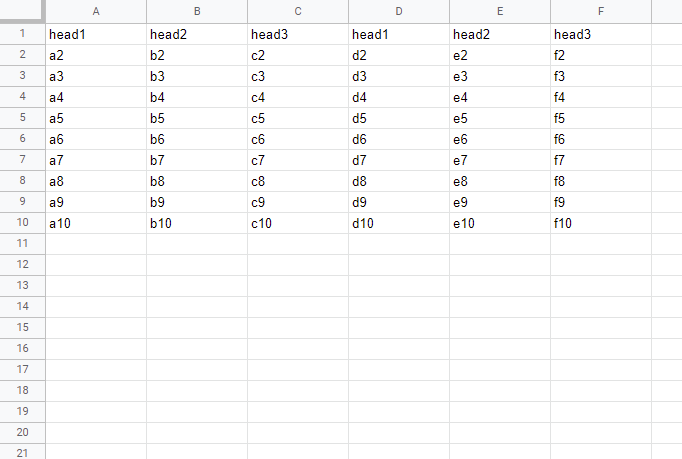 A B C D E F
1 head1 head2 head3 head1 head2 head3
2 a2 b2 c2 d2 e2 f2
3 a3 b3 c3 d3 e3 f3
4 a4 b4 c4 d4 e4 f4
5 a5 b5 c5 d5 e5 f5
6 a6 b6 c6 d6 e6 f6
7 a7 b7 c7 d7 e7 f7
8 a8 b8 c8 d8 e8 f8
9 a9 b9 c9 d9 e9 f9
10 a10 b10 c10 d10 e10 f10
11
12
13
14
15
16
17
18
19
20
21